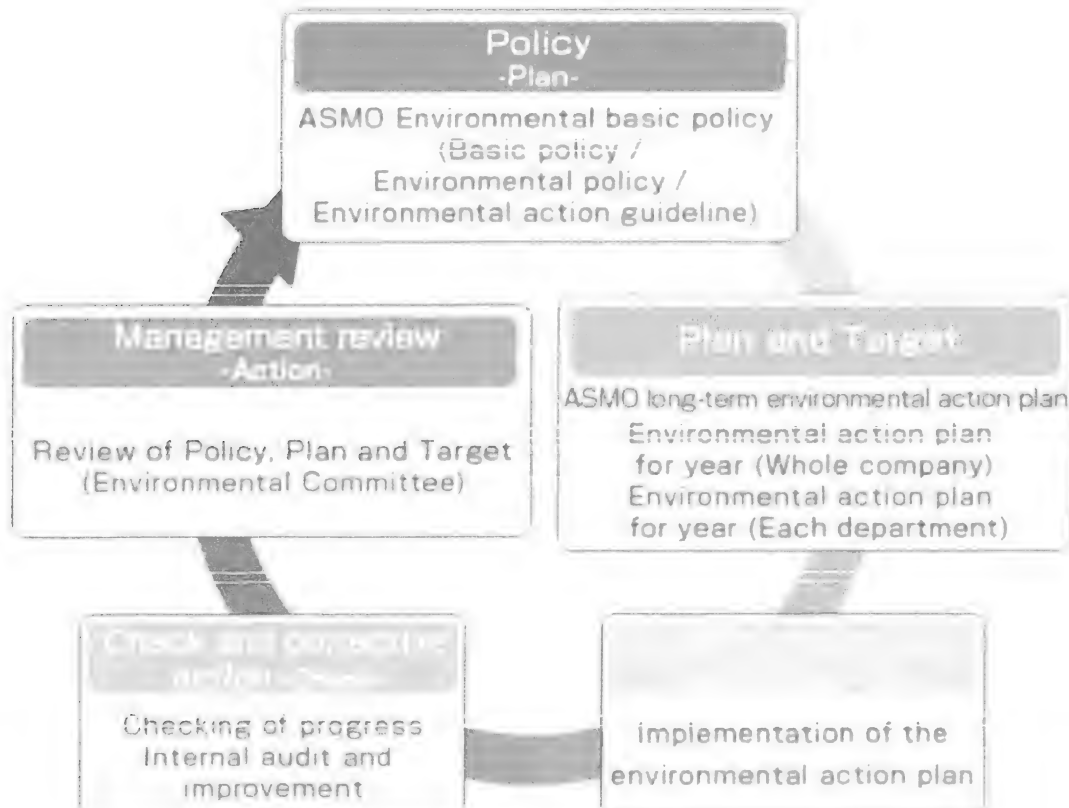 Policy
-Plan-
ASMO Environmental basic policy
(Basic policy /
Environmental policy /
Environmental action guideline)
Management review
-Action-
Review of Policy, Plan and Target
(Environmental Committee)
Plan and Target
ASMO long-term environmental action plan
Environmental action plan
for year (Whole company)
Environmental action plan
for year (Each department)
Check and corrective
action
Checking of progress
Internal audit and
improvement
Implementation of the
environmental action plan